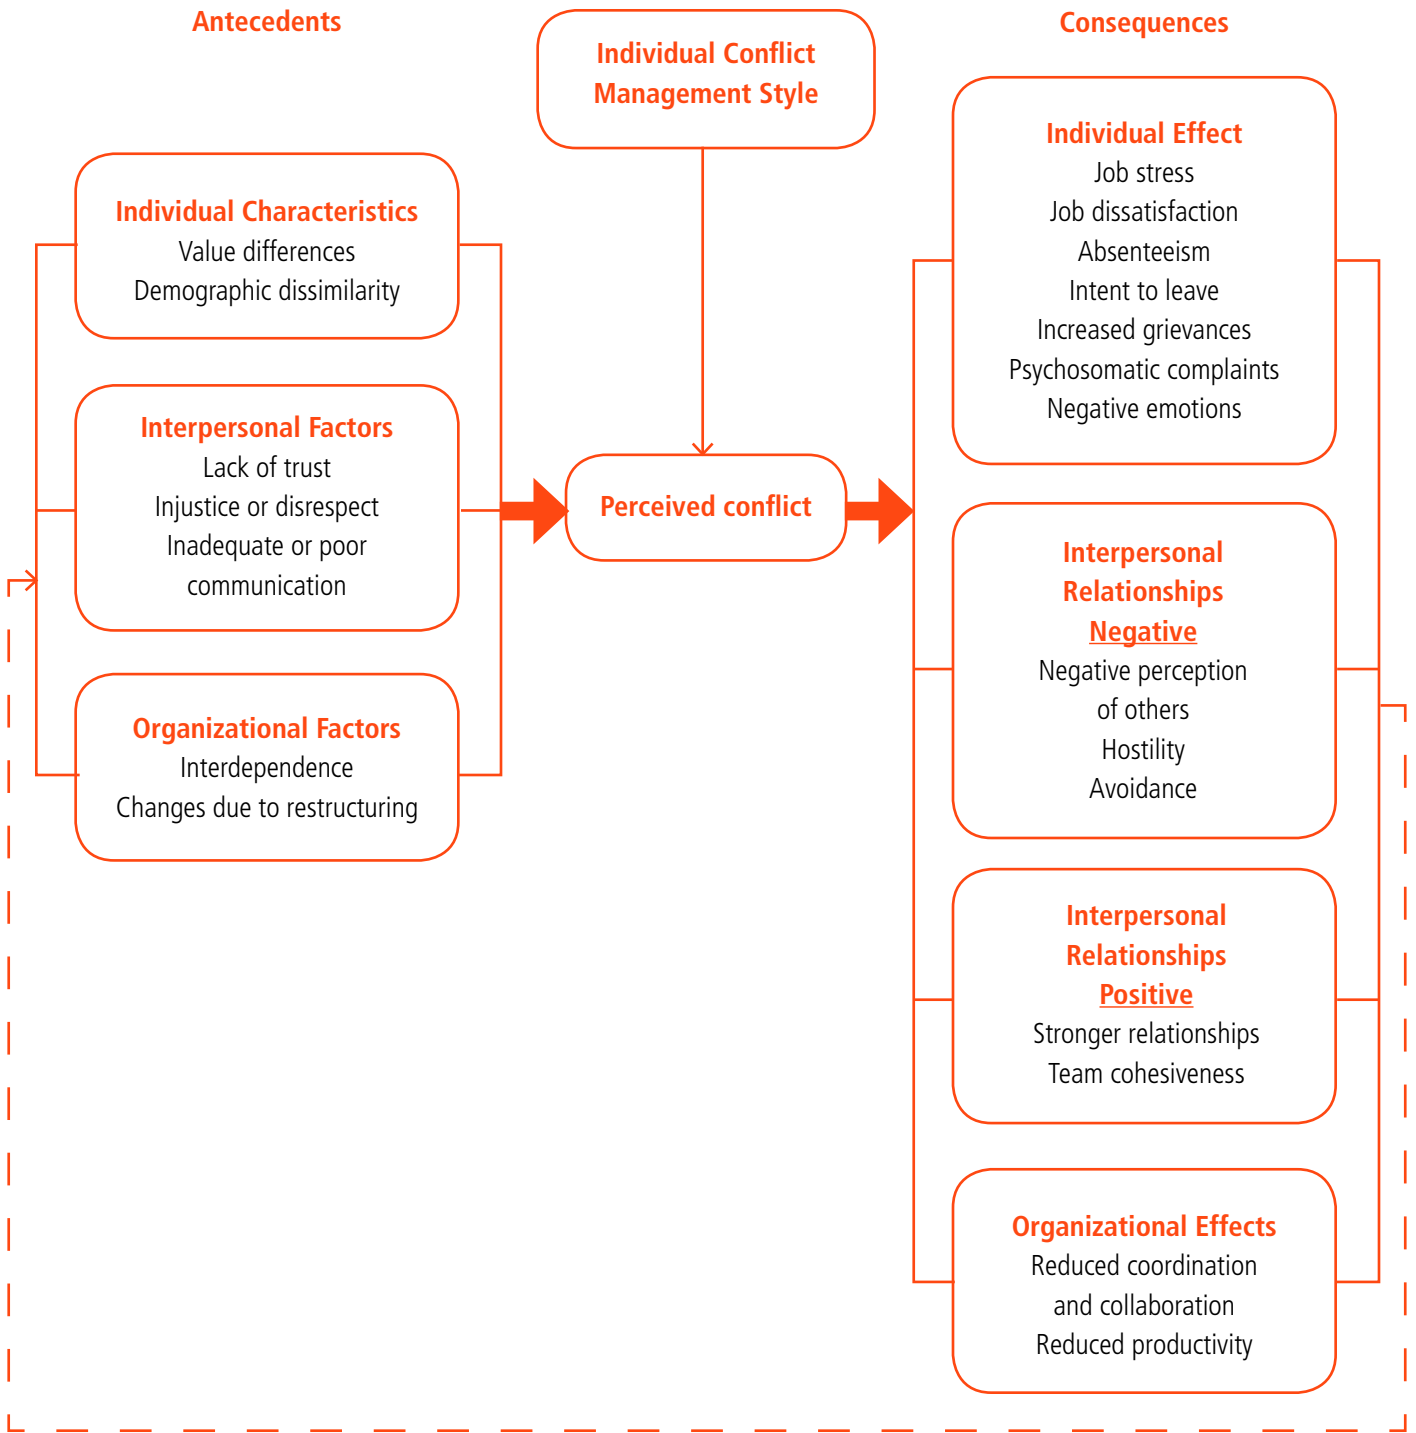 Antecedents
Individual Conflict
Management Style
Consequences
Individual Characteristics
Value differences
Demographic dissimilarity
Interpersonal Factors
Lack of trust
Injustice or disrespect
Inadequate or poor
communication
Organizational Factors
Interdependence
Changes due to restructuring
Perceived conflict
Individual Effect
Job stress
Job dissatisfaction
Absenteeism
Intent to leave
Increased grievances
Psychosomatic complaints
Negative emotions
Interpersonal
Relationships
Negative
Negative perception
of others
Hostility
Avoidance
Interpersonal
Relationships
Positive
Stronger relationships
Team cohesiveness
Organizational Effects
Reduced coordination
and collaboration
Reduced productivity